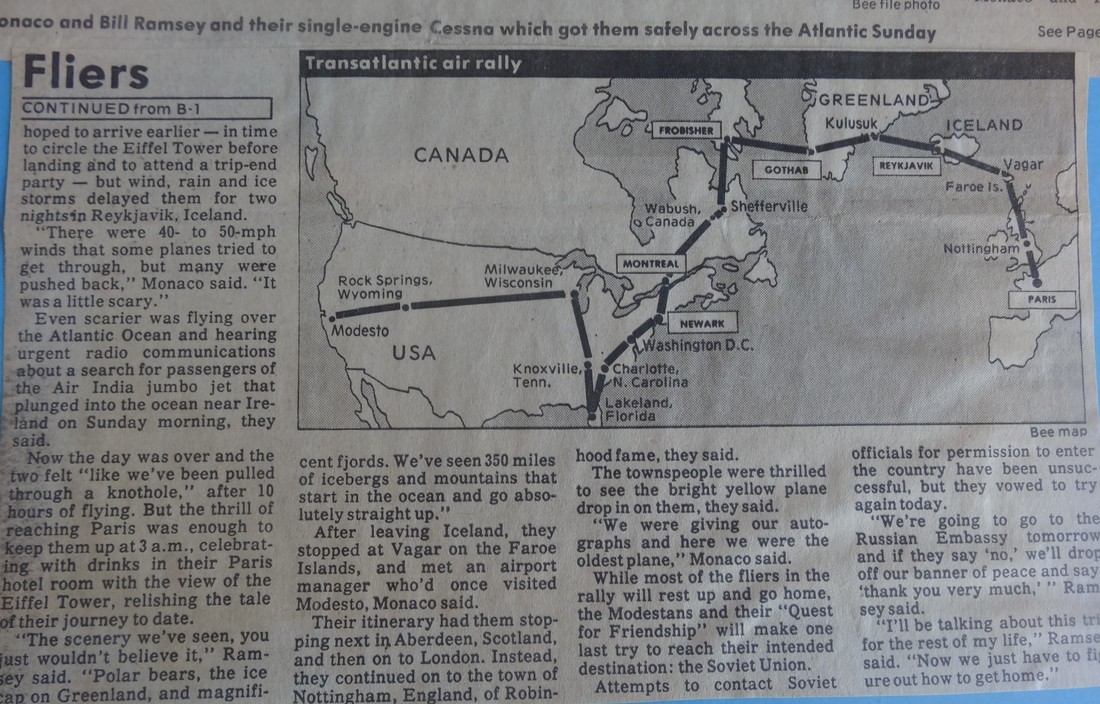 Bee file photo
onaco and Bill Ramsey and their single-engine Cessna which got them safely across the Atlantic Sunday
See Page
Fliers
CONTINUED from B-1
hoped to arrive earlier — in time
to circle the Eiffel Tower before
landing and to attend a trip-end
party — but wind, rain and ice
storms delayed them for two
nights in Reykjavik, Iceland.
"There were 40- to 50-mph
winds that some planes tried to
get through, but many were
pushed back," Monaco said. "It
was a little scary."
Even scarier was flying over
the Atlantic Ocean and hearing
urgent radio communications
about a search for passengers of
the Air India jumbo jet that
plunged into the ocean near Ire-
land on Sunday morning, they
said.
Now the day was over and the
two felt "like we've been pulled
through a knothole," after 10
hours of flying. But the thrill of
reaching Paris was enough to
keep them up at 3 a.m., celebrat-
ing with drinks in their Paris
hotel room with the view of the
Eiffel Tower, relishing the tale
of their journey to date.
"The scenery we've seen, you
just wouldn't believe it," Ram-
sey said. "Polar bears, the ice
cap on Greenland, and magnifi-
Transatlantic air rally
GREENLAND
Kulusuk
ICELAND
FROBISHER
CANADA
GOTHAB
REYKJAVIK
Vagar
Faroe Is.
Wabush,
Canada
Shefferville
Nottingham
MONTREAL
Rock Springs,
Wyoming
Milwaukee,
Wisconsin
PARIS
Modesto
NEWARK
USA
Washington D.C.
Knoxville,
Tenn.
Charlotte,
N. Carolina
Lakeland,
Florida
Bee map
cent fjords. We've seen 350 miles
of icebergs and mountains that
start in the ocean and go abso-
lutely straight up."
After leaving Iceland, they
stopped at Vagar on the Faroe
Islands, and met an airport
manager who'd once visited
Modesto, Monaco said.
Their itinerary had them stop-
ping next in Aberdeen, Scotland,
and then on to London. Instead,
they continued on to the town of
Nottingham, England, of Robin-
hood fame, they said.
The townspeople were thrilled
to see the bright yellow plane
drop in on them, they said.
"We were giving our auto-
graphs and here we were the
oldest plane," Monaco said.
While most of the fliers in the
rally will rest up and go home,
the Modestans and their "Quest
for Friendship" will make one
last try to reach their intended
destination: the Soviet Union.
Attempts to contact Soviet
officials for permission to enter
the country have been unsuc-
cessful, but they vowed to try
again today.
"We're going to go to the
Russian Embassy tomorrow
and if they say 'no,' we'll drop
off our banner of peace and say
'thank you very much,' " Ram
sey said.
"I'll be talking about this tri
for the rest of my life," Ramse
said. "Now we just have to fi
ure out how to get home."